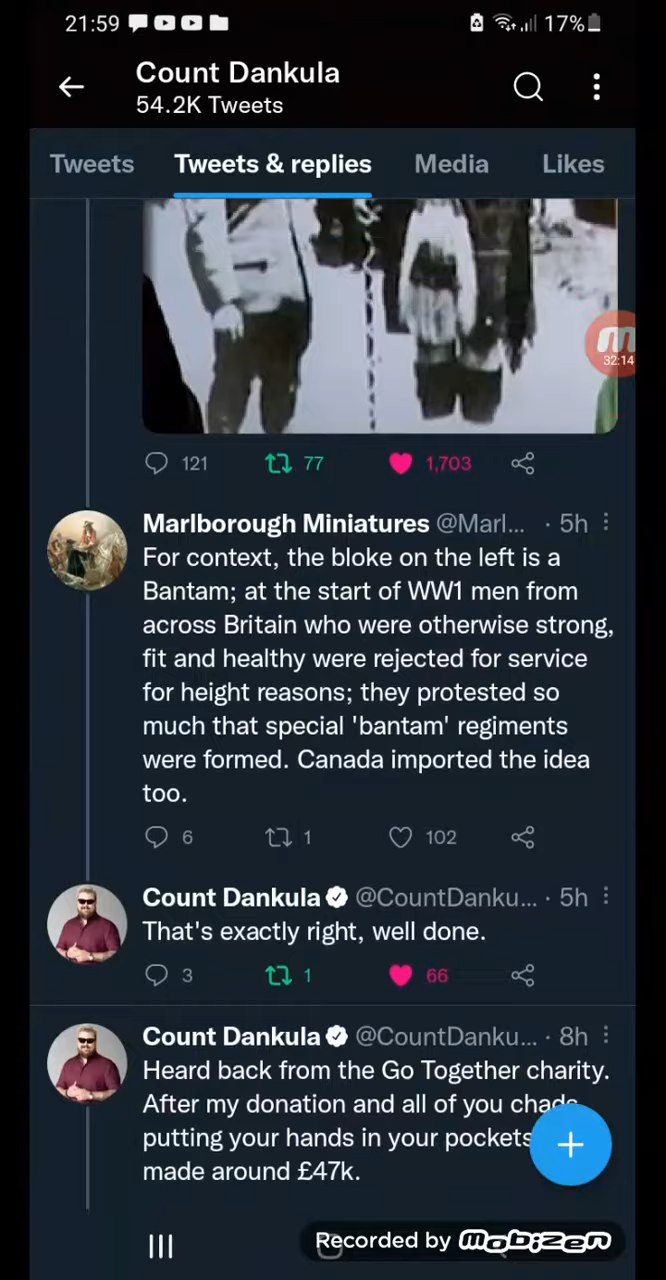 21:59
17%
Count Dankula
54.2K Tweets
Tweets
Tweets & replies
Media
Likes
32:14
121
77
1,703
Marlborough Miniatures @Marl... · 5h
For context, the bloke on the left is a
Bantam; at the start of WW1 men from
across Britain who were otherwise strong,
fit and healthy were rejected for service
for height reasons; they protested so
much that special 'bantam' regiments
were formed. Canada imported the idea
too.
6
1
102
Count Dankula @CountDanku... · 5h
That's exactly right, well done.
3
1
66
Count Dankula @CountDanku... · 8h
Heard back from the Go Together charity.
After my donation and all of you chads
putting your hands in your pockets
made around £47k.
Recorded by mobizen